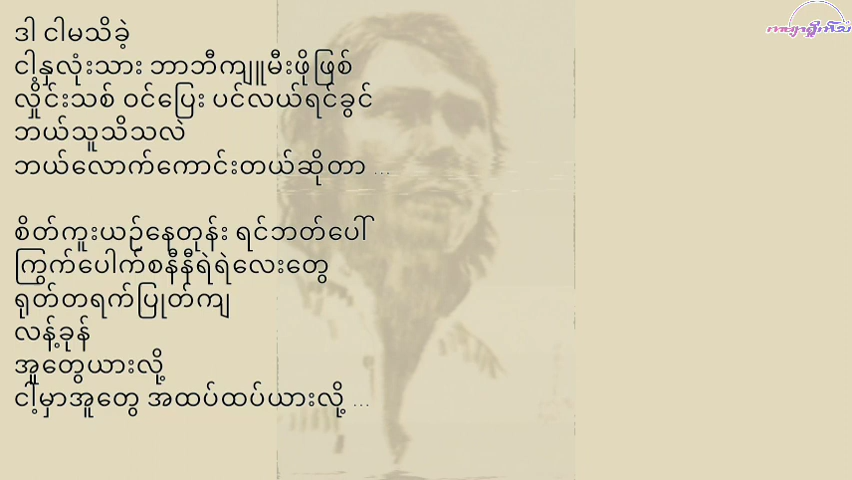 ဒါ ငါမသိခဲ့
ငါ့နှလုံးသား ဘာဘီကျူမီးဖိုဖြစ်
လှိုင်းသစ် ဝင်ပြေး ပင်လယ်ရင်ခွင်
ဘယ်သူသိသလဲ
ဘယ်လောက်ကောင်းတယ်ဆိုတာ ...
စိတ်ကူးယဉ်နေတုန်း ရင်ဘတ်ပေါ်
ကြွက်ပေါက်စနီနီရဲရဲလေးတွေ
ရုတ်တရက်ပြုတ်ကျ
လန့်ခုန်
အူတွေယားလို့
ငါ့မှာအူတွေ အထပ်ထပ်ယားလို့ ...